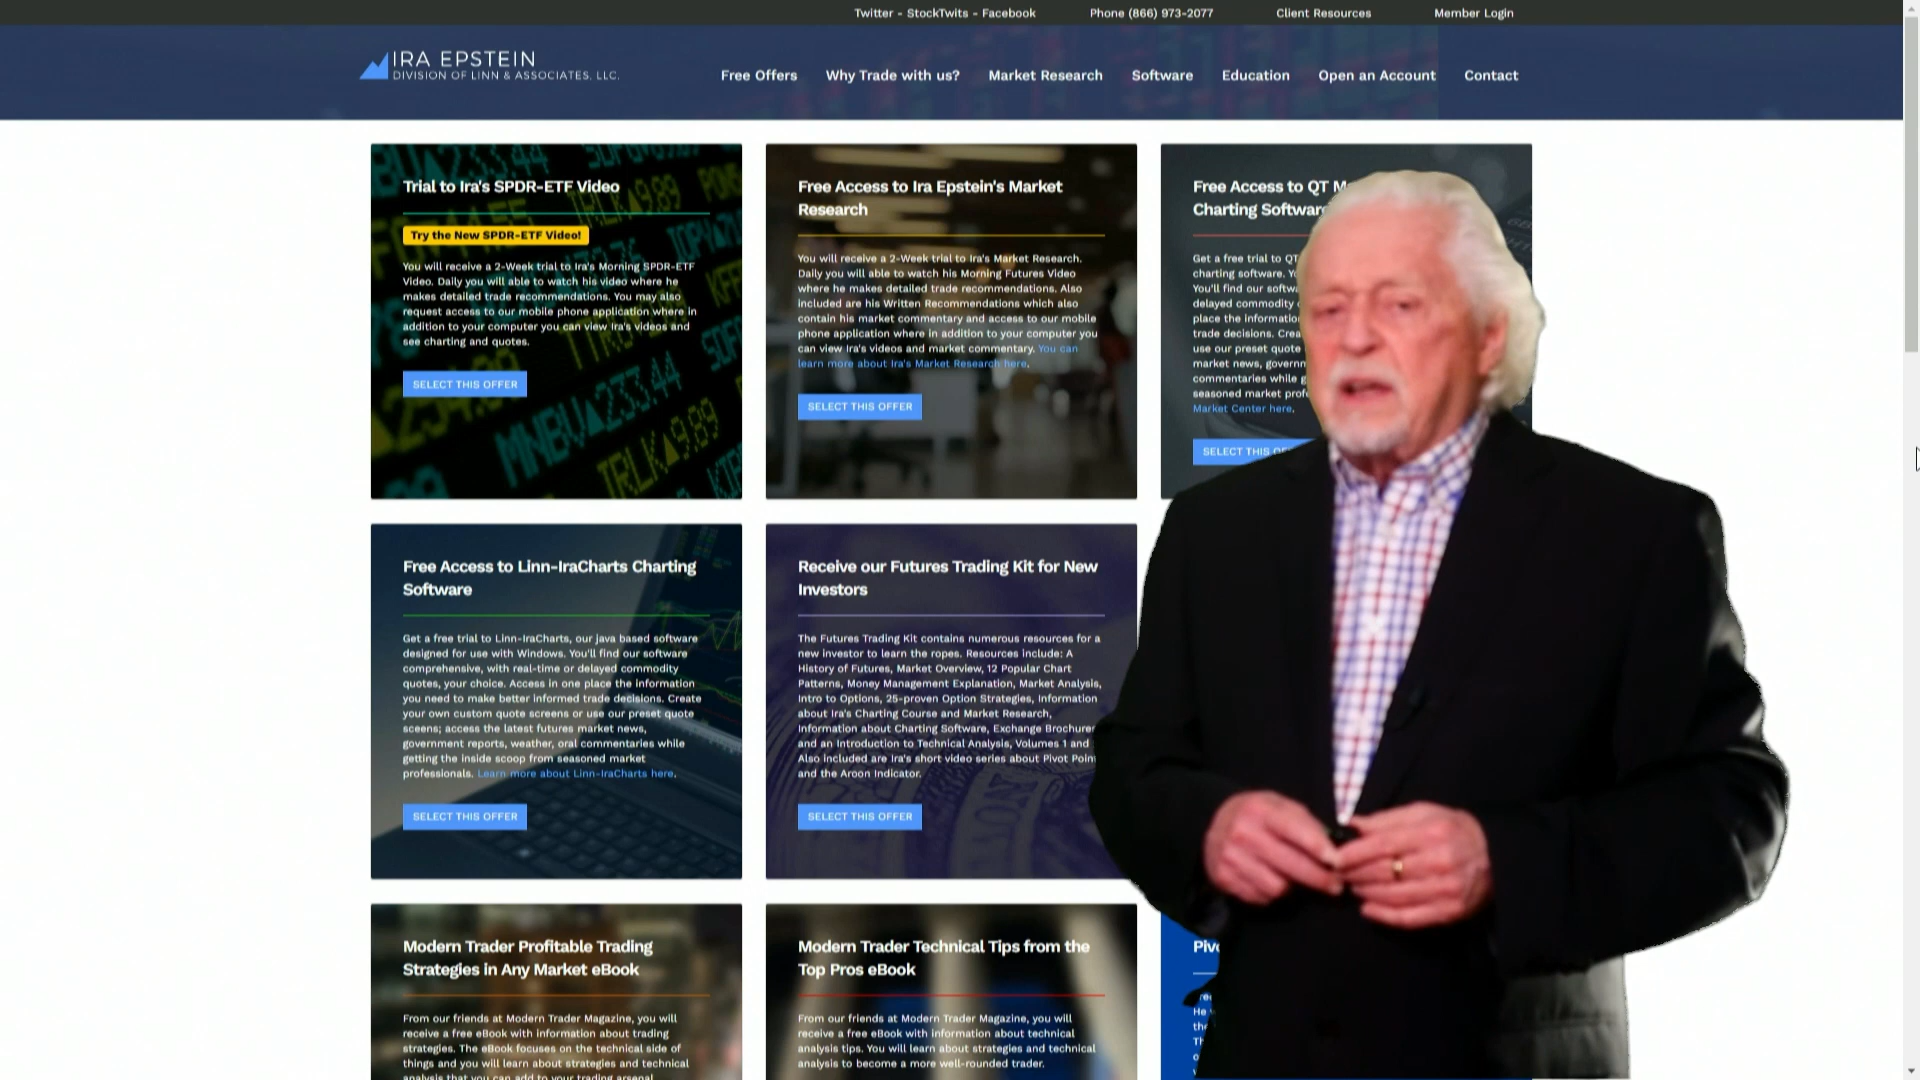 Twitter - StockTwits - Facebook
Phone (866) 973-2077
Client Resources
Member Login
IRA EPSTEIN
DIVISION OF LINN & ASSOCIATES, LLC.
Free Offers
Why Trade with us?
Market Research
Software
Education
Open an Account
Contact
Trial to Ira's SPDR-ETF Video
Try the New SPDR-ETF Video!
You will receive a 2-Week trial to Ira's Morning SPDR-ETF
Video. Daily you will able to watch his video where he
makes detailed trade recommendations. You may also
request access to our mobile phone application where in
addition to your computer you can view Ira's videos and
see charting and quotes.
SELECT THIS OFFER
Free Access to Ira Epstein's Market
Research
You will receive a 2-Week trial to Ira's Market Research.
Daily you will able to watch his Morning Futures Video
where he makes detailed trade recommendations. Also
included are his Written Recommendations which also
contain his market commentary and access to our mobile
phone application where in addition to your computer you
can view Ira's videos and market commentary. You can
learn more about Ira's Market Research here.
SELECT THIS OFFER
Free Access to QT M
Charting Software
Get a free trial to QT
charting software.
You'll find our softwa
delayed commodity
place the informatio
trade decisions. Crea
use our preset quote
market news, governm
commentaries while g
seasoned market prof
Market Center here.
SELECT THIS OF
Free Access to Linn-IraCharts Charting
Software
Get a free trial to Linn-IraCharts, our java based software
designed for use with Windows. You'll find our software
comprehensive, with real-time or delayed commodity
quotes, your choice. Access in one place the information
you need to make better informed trade decisions. Create
your own custom quote screens or use our preset quote
sceens; access the latest futures market news,
government reports, weather, oral commentaries while
getting the inside scoop from seasoned market
professionals. Learn more about Linn-IraCharts here.
SELECT THIS OFFER
Receive our Futures Trading Kit for New
Investors
The Futures Trading Kit contains numerous resources for a
new investor to learn the ropes. Resources include: A
History of Futures, Market Overview, 12 Popular Chart
Patterns, Money Management Explanation, Market Analysis,
Intro to Options, 25-proven Option Strategies, Information
about Ira's Charting Course and Market Research,
Information about Charting Software, Exchange Brochures
and an Introduction to Technical Analysis, Volumes 1 and
Also included are Ira's short video series about Pivot Poin
and the Aroon Indicator.
SELECT THIS OFFER
Modern Trader Profitable Trading
Strategies in Any Market eBook
From our friends at Modern Trader Magazine, you will
receive a free eBook with information about trading
strategies. The eBook focuses on the technical side of
things and you will learn about strategies and technical
analysis that you can add to your trading arsenal.
Modern Trader Technical Tips from the
Top Pros eBook
From our friends at Modern Trader Magazine, you will
receive a free eBook with information about technical
analysis tips. You will learn about strategies and technical
analysis to become a more well-rounded trader.
Pivo
He